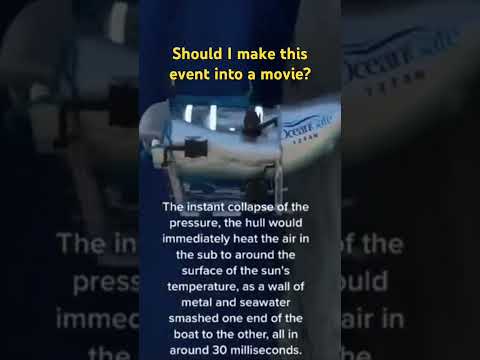 Should I make this
event into a movie?
OceanGate
TITAN
The instant collapse of the
pressure, the hull would
immediately heat the air in
the sub to around the
surface of the sun's
temperature, as a wall of
metal and seawater
smashed one end of the
boat to the other, all in
around 30 milliseconds.